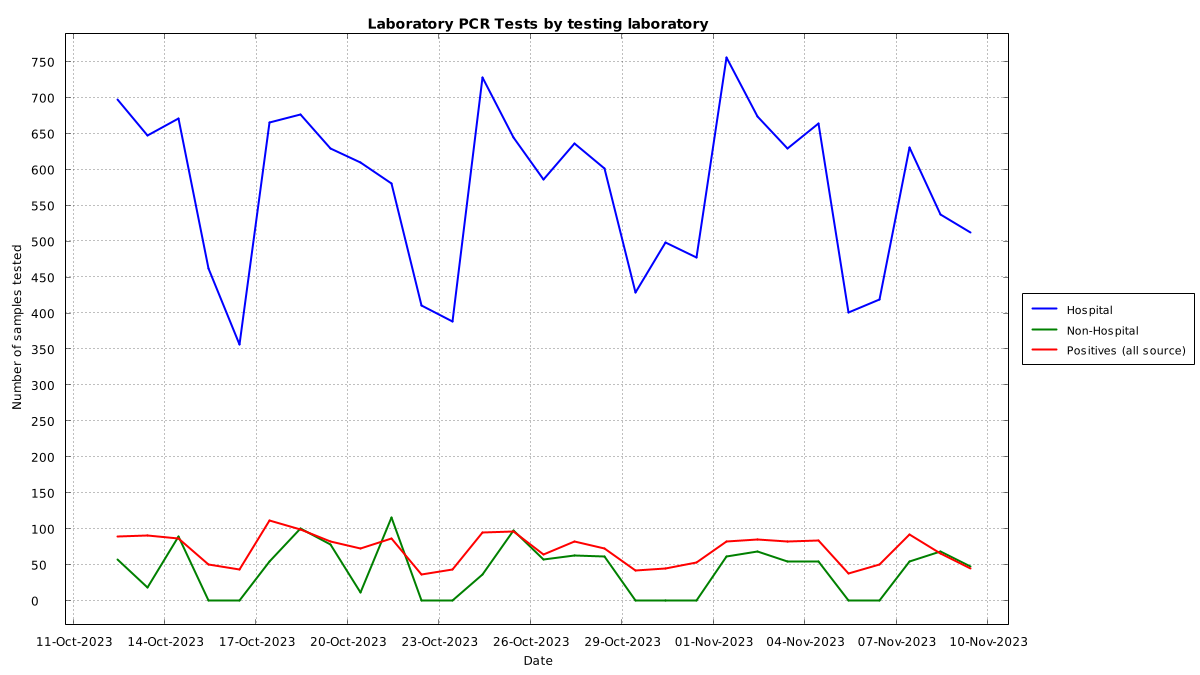 Laboratory PCR Tests by testing laboratory
Number of samples tested
750
700
650
600
550
500
450
400
350
300
250
200
150
100
50
0
11-Oct-2023 14-Oct-2023 17-Oct-2023 20-Oct-2023 23-Oct-2023 26-Oct-2023 29-Oct-2023 01-Nov-2023 04-Nov-2023 07-Nov-2023 10-Nov-2023
Date
Hospital
Non-Hospital
Positives (all source)